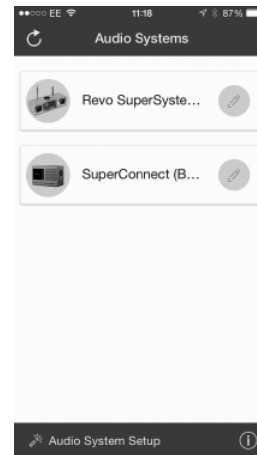 EE 11:18 87%
Audio Systems
Revo SuperSyste...
SuperConnect (B...
Audio System Setup